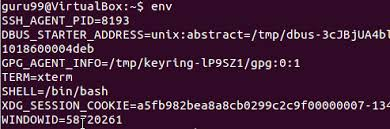 guru99@VirtualBox:~$ env
SSH_AGENT_PID=8193
DBUS_STARTER_ADDRESS=unix:abstract=/tmp/dbus-3cJBjUA4bl
1018600004deb
GPG_AGENT_INFO=/tmp/keyring-lP9SZ1/gpg:0:1
TERM=xterm
SHELL=/bin/bash
XDG_SESSION_COOKIE=a5fb982bea8a8cb0299c2c9f00000007-134
WINDOWID=58720261